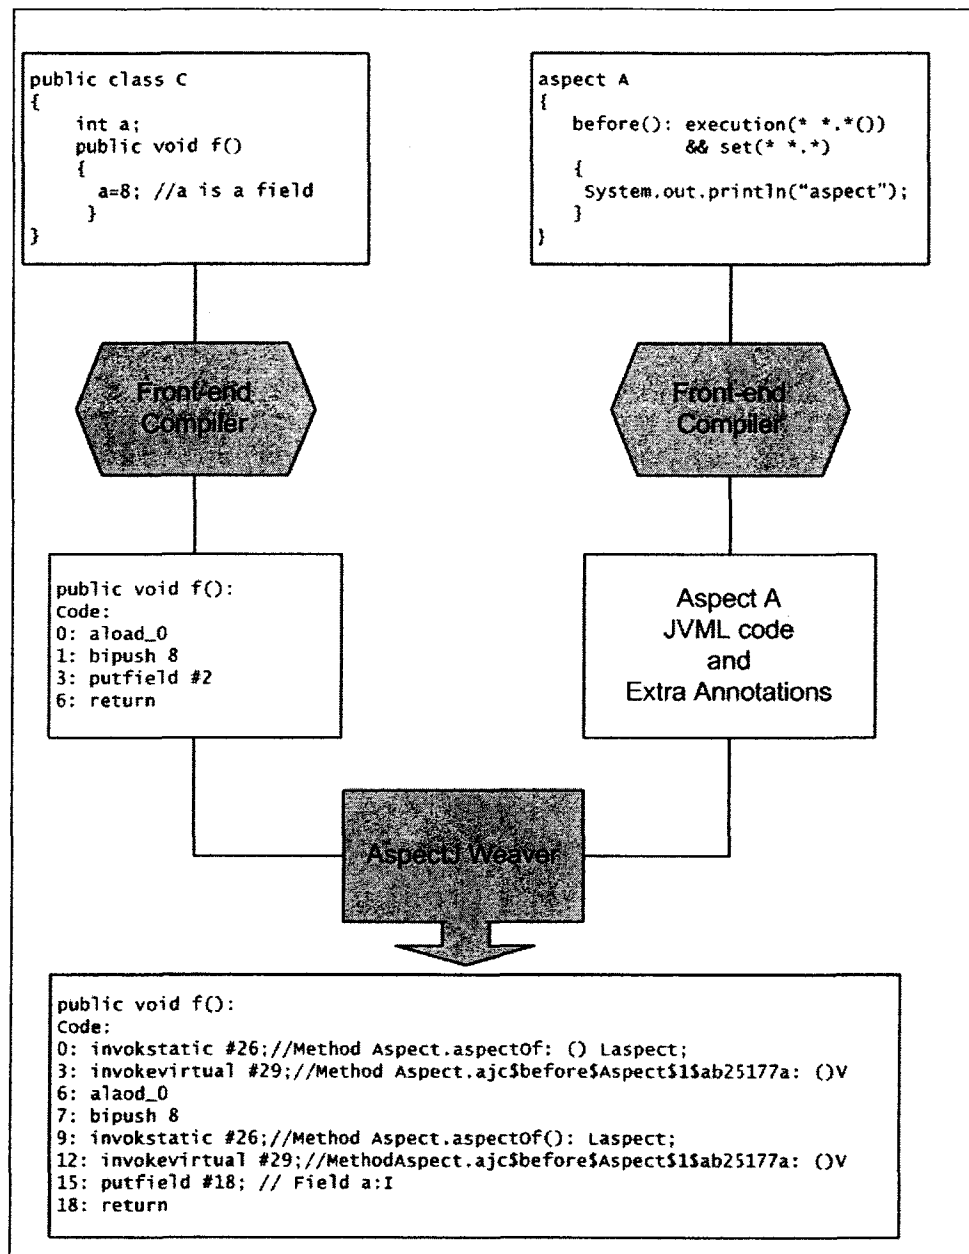 public class C
{
int a;
public void f()
{
a=8; //a is a field
}
}
aspect A
{
before(): execution(* *.*())
&& set(* *.*)
{
System.out.println("aspect");
}
}
Front-end
Compiler
Front-end
Compiler
public void f():
Code:
0: aload_0
1: bipush 8
3: putfield #2
6: return
Aspect A
JVML code
and
Extra Annotations
AspectJ Weaver
public void f():
Code:
0: invokstatic #26;//Method Aspect.aspectOf: () Laspect;
3: invokevirtual #29;//Method Aspect.ajc$before$Aspect$1$ab25177a: ()V
6: alaod_0
7: bipush 8
9: invokstatic #26;//Method Aspect.aspectOf(): Laspect;
12: invokevirtual #29;//MethodAspect.ajc$before$Aspect$1$ab25177a: ()V
15: putfield #18; // Field a:I
18: return